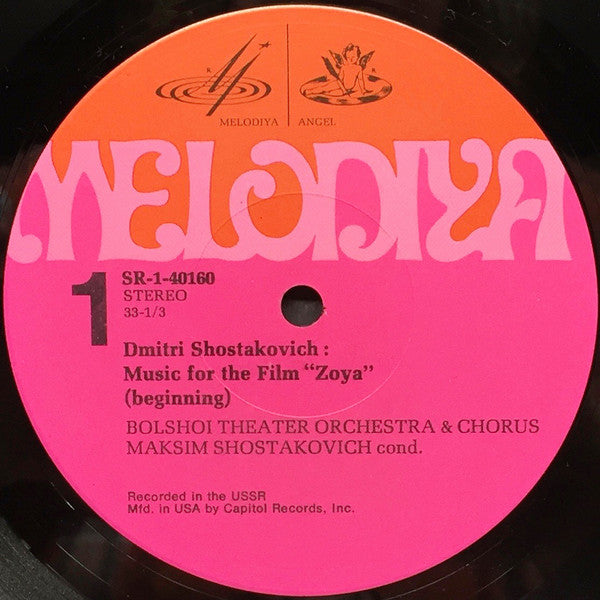 R R
MELODIYA ANGEL
MELODIYA
1
SR-1-40160
STEREO
33-1/3
Dmitri Shostakovich:
Music for the Film "Zoya"
(beginning)
BOLSHOI THEATER ORCHESTRA & CHORUS
MAKSIM SHOSTAKOVICH cond.
Recorded in the USSR
Mfd. in USA by Capitol Records, Inc.